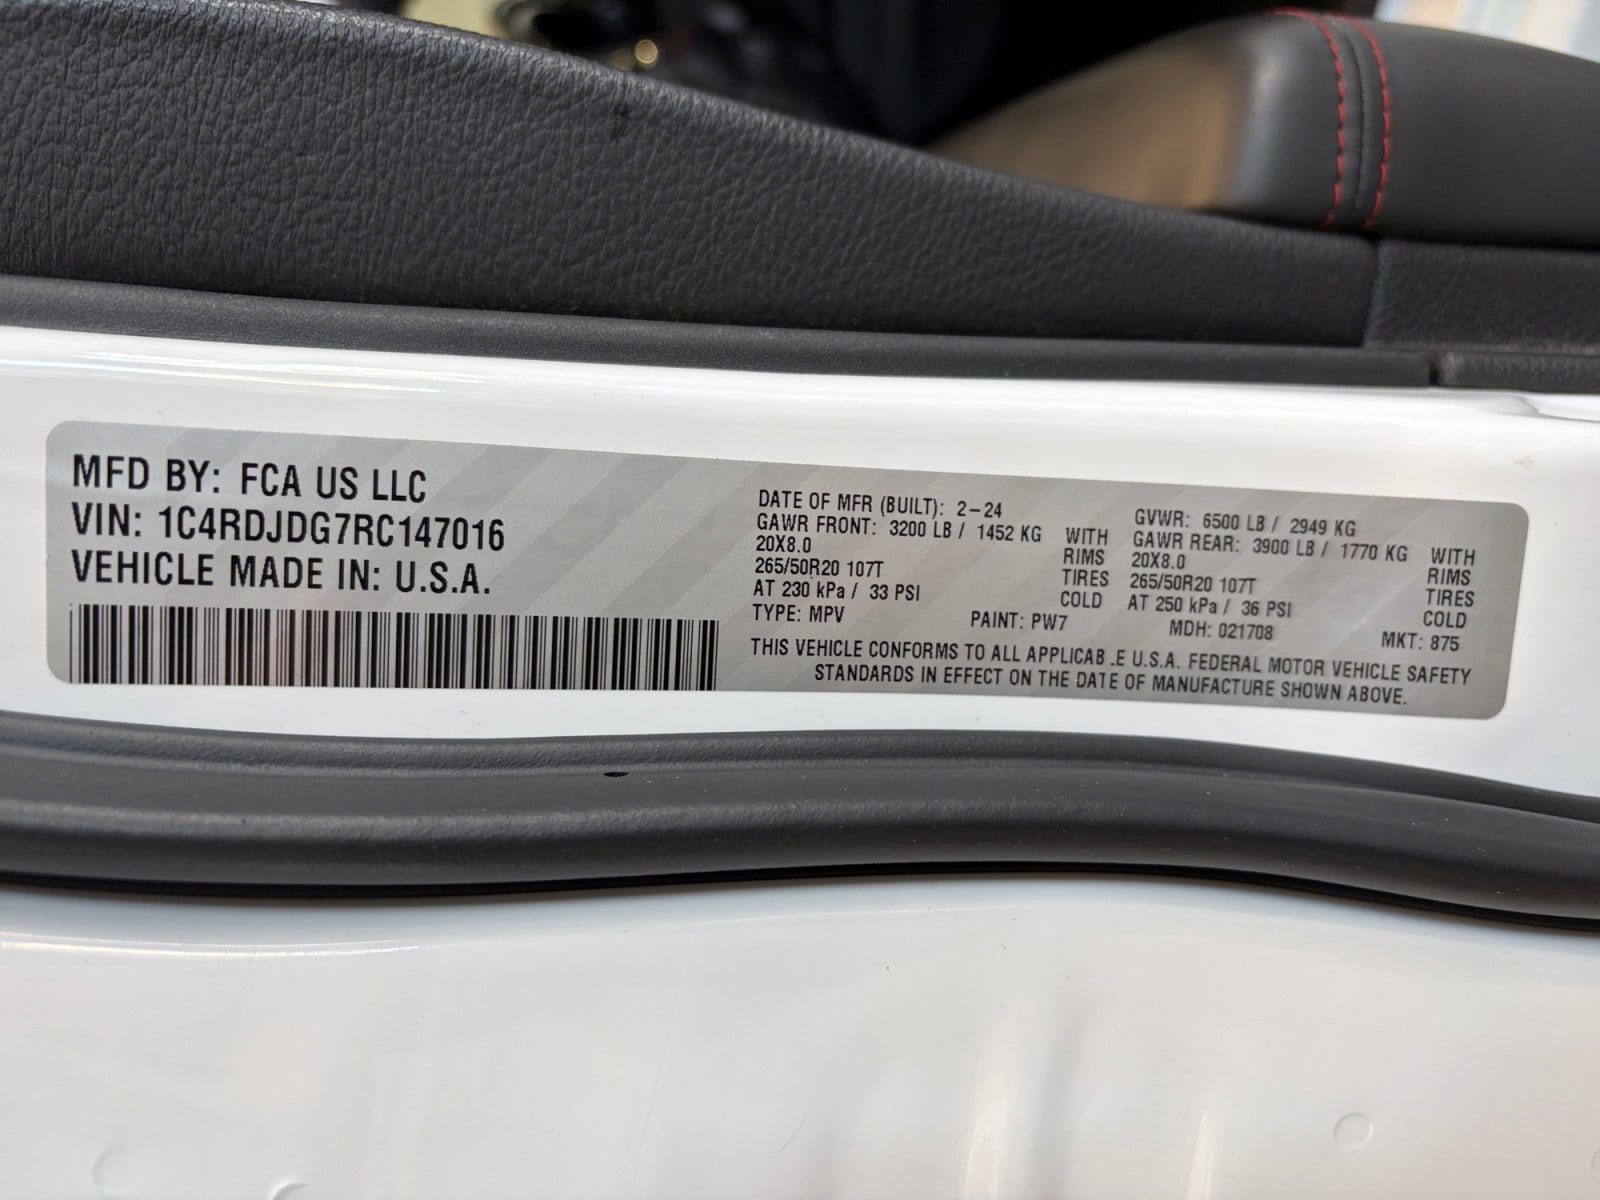 MFD BY: FCA US LLC
VIN: 1C4RDJDG7RC147016
VEHICLE MADE IN: U.S.A.
DATE OF MFR (BUILT): 2-24
GAWR FRONT: 3200 LB / 1452 KG WITH
20X8.0 RIMS
265/50R20 107T TIRES
AT 230 kPa / 33 PSI COLD
TYPE: MPV PAINT: PW7
GVWR: 6500 LB / 2949 KG
GAWR REAR: 3900 LB / 1770 KG WITH
20X8.0 RIMS
265/50R20 107T TIRES
AT 250 kPa / 36 PSI COLD
MDH: 021708 MKT: 875
THIS VEHICLE CONFORMS TO ALL APPLICAB.E U.S.A. FEDERAL MOTOR VEHICLE SAFETY
STANDARDS IN EFFECT ON THE DATE OF MANUFACTURE SHOWN ABOVE.